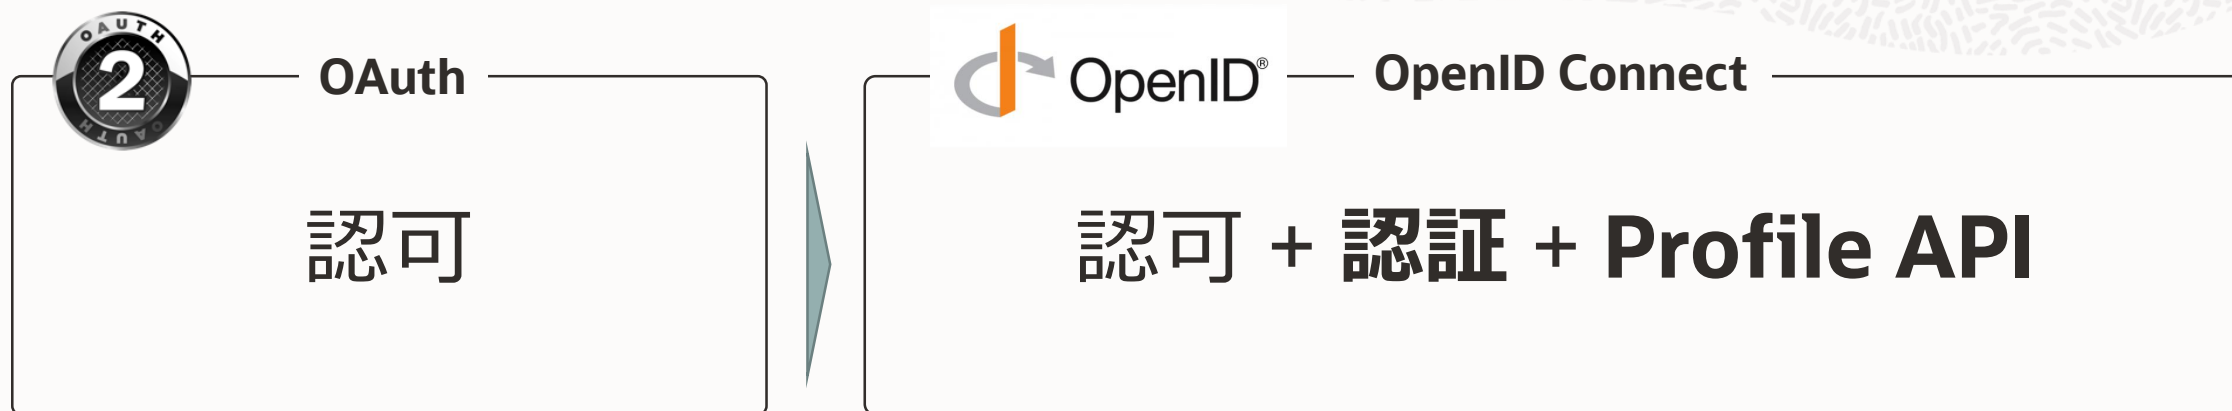 OAUTH
2
OAUTH
OAuth
認可
OpenID®
OpenID Connect
認可 + 認証 + Profile API